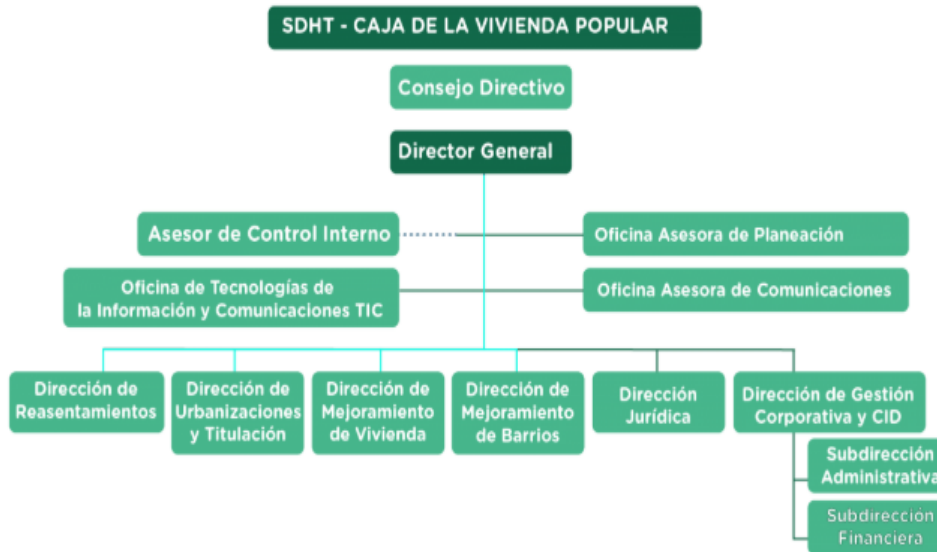 SDHT - CAJA DE LA VIVIENDA POPULAR
Consejo Directivo
Director General
Asesor de Control Interno
Oficina Asesora de Planeación
Oficina de Tecnologías de
la Información y Comunicaciones TIC
Oficina Asesora de Comunicaciones
Dirección de
Reasentamientos
Dirección de
Urbanizaciones
y Titulación
Dirección de
Mejoramiento
de Vivienda
Dirección de
Mejoramiento
de Barrios
Dirección
Jurídica
Dirección de Gestión
Corporativa y CID
Subdirección
Administrativa
Subdirección
Financiera